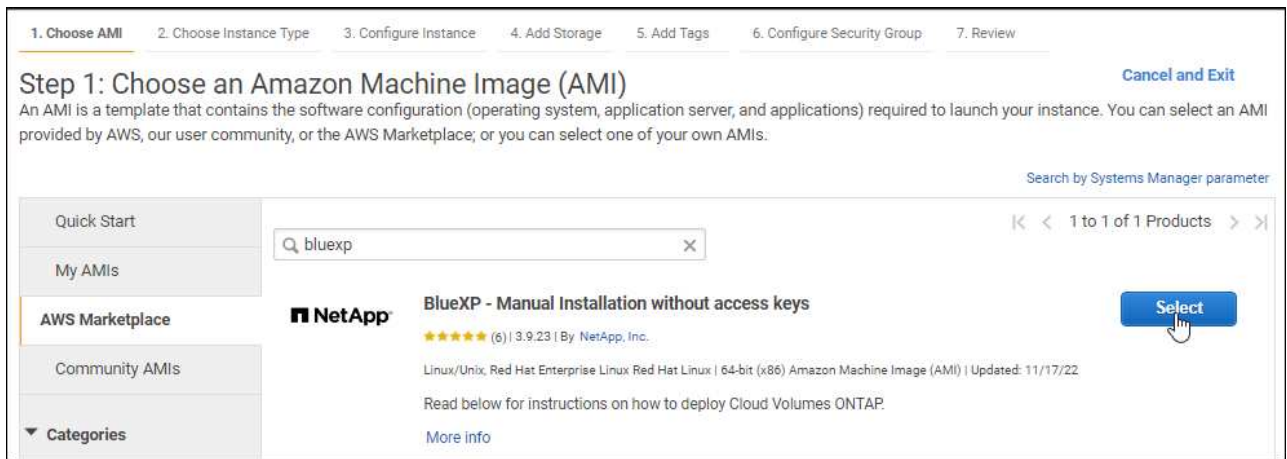 1. Choose AMI 2. Choose Instance Type 3. Configure Instance 4. Add Storage 5. Add Tags 6. Configure Security Group 7. Review
Step 1: Choose an Amazon Machine Image (AMI)
Cancel and Exit
An AMI is a template that contains the software configuration (operating system, application server, and applications) required to launch your instance. You can select an AMI
provided by AWS, our user community, or the AWS Marketplace; or you can select one of your own AMIs.
Search by Systems Manager parameter
Quick Start
My AMIs
AWS Marketplace
Community AMIs
Categories
1 to 1 of 1 Products
bluexp
NetApp
BlueXP - Manual Installation without access keys
Select
(6) | 3.9.23 | By NetApp, Inc.
Linux/Unix, Red Hat Enterprise Linux Red Hat Linux | 64-bit (x86) Amazon Machine Image (AMI) | Updated: 11/17/22
Read below for instructions on how to deploy Cloud Volumes ONTAP.
More info